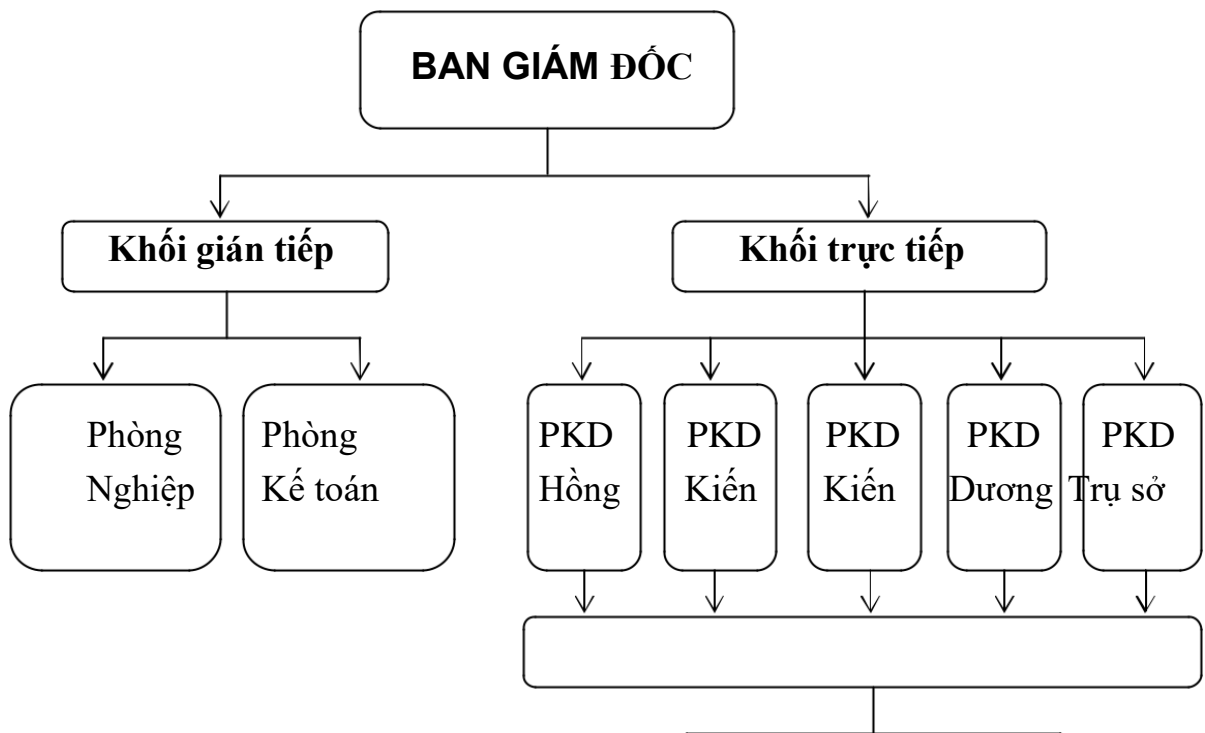 BAN GIÁM ĐỐC
Khối gián tiếp
Khối trực tiếp
Phòng
Nghiệp
Phòng
Kế toán
PKD
Hồng
PKD
Kiến
PKD
Kiến
PKD
Dương
PKD
Trụ sở